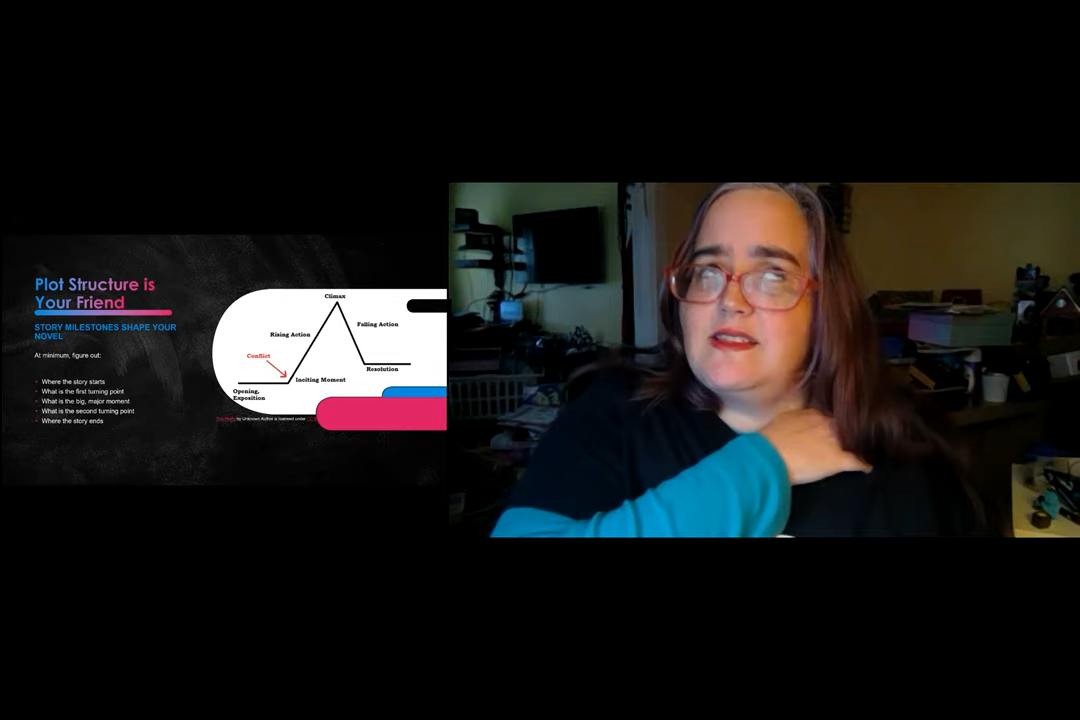 Plot Structure is
Your Friend
STORY MILESTONES SHAPE YOUR
NOVEL
At minimum, figure out:
Where the story starts
What is the first turning point
What is the big, major moment
What is the second turning point
Where the story ends
Climax
Rising Action
Falling Action
Conflict
Resolution
Inciting Moment
Opening,
Exposition
by Unknown Author is licensed under